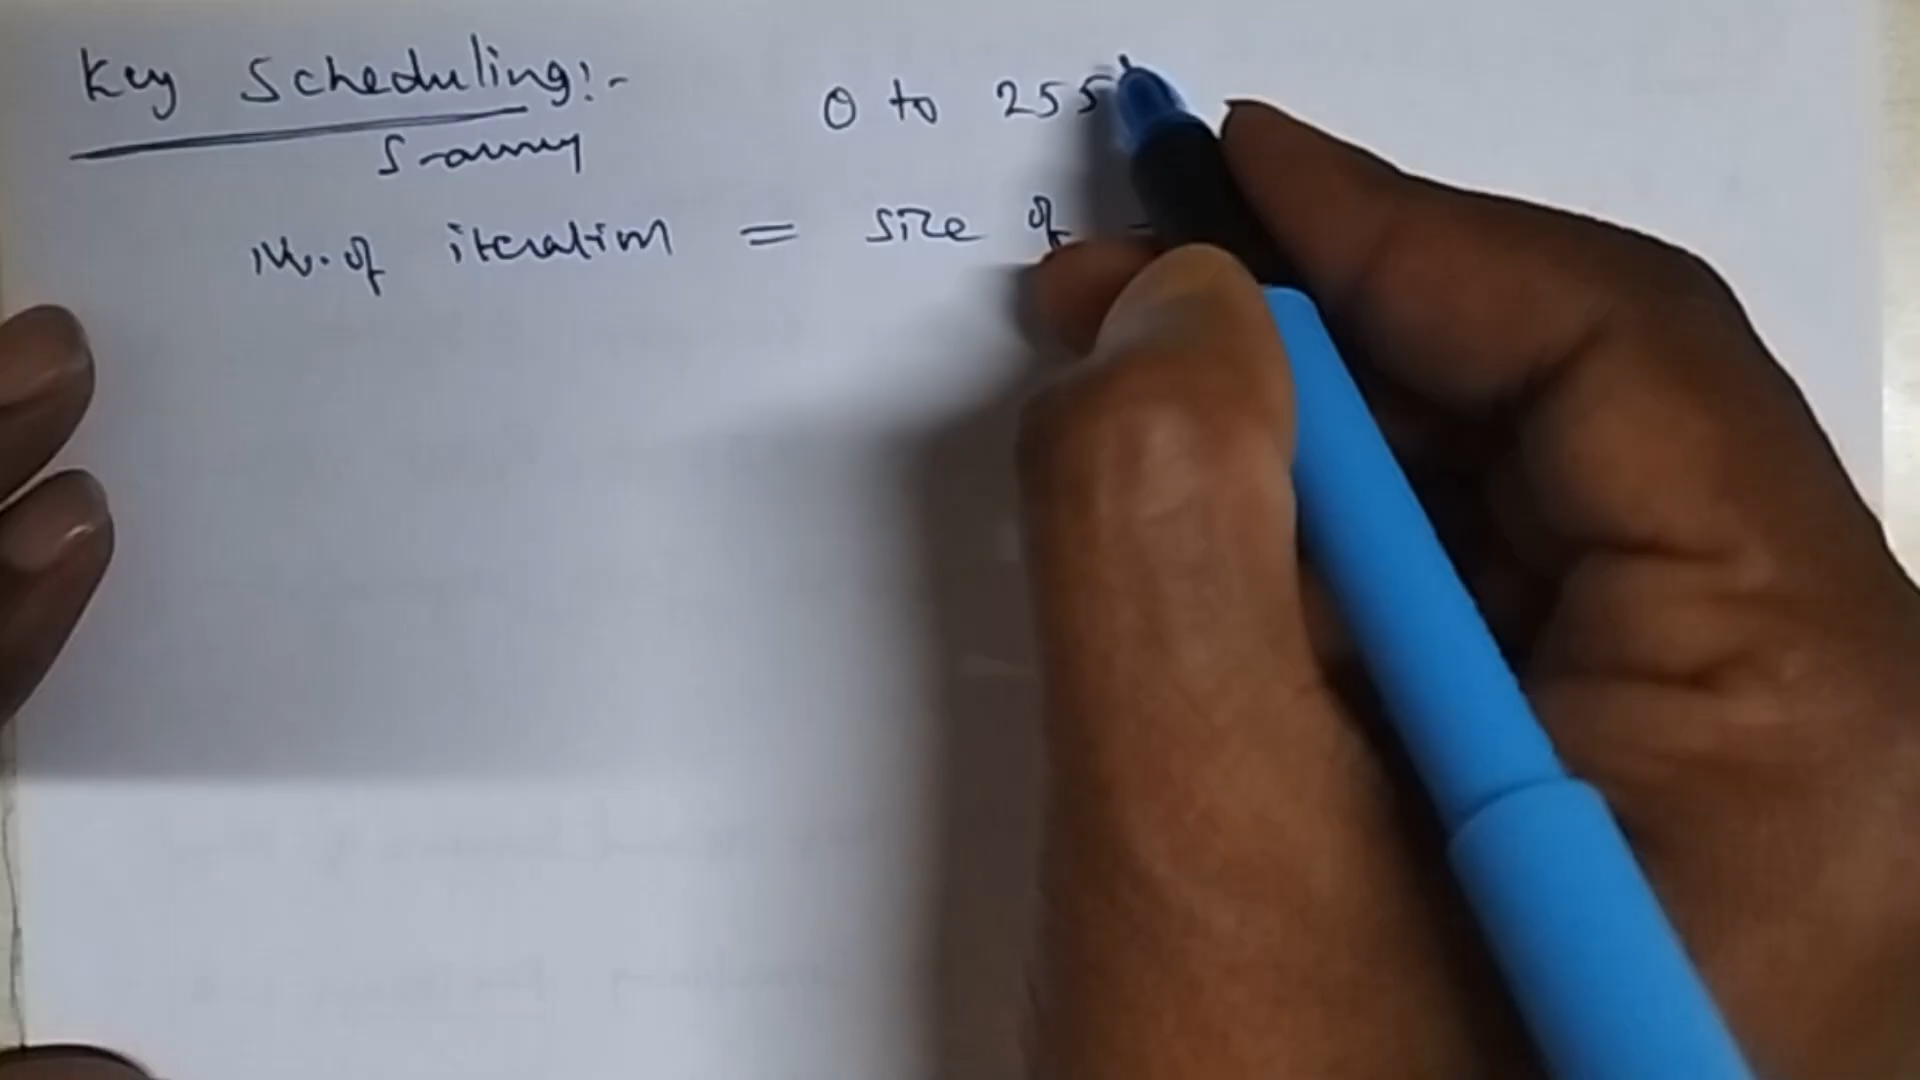 Key Scheduling:-
0 to 255
S-array
No. of iteration = size of